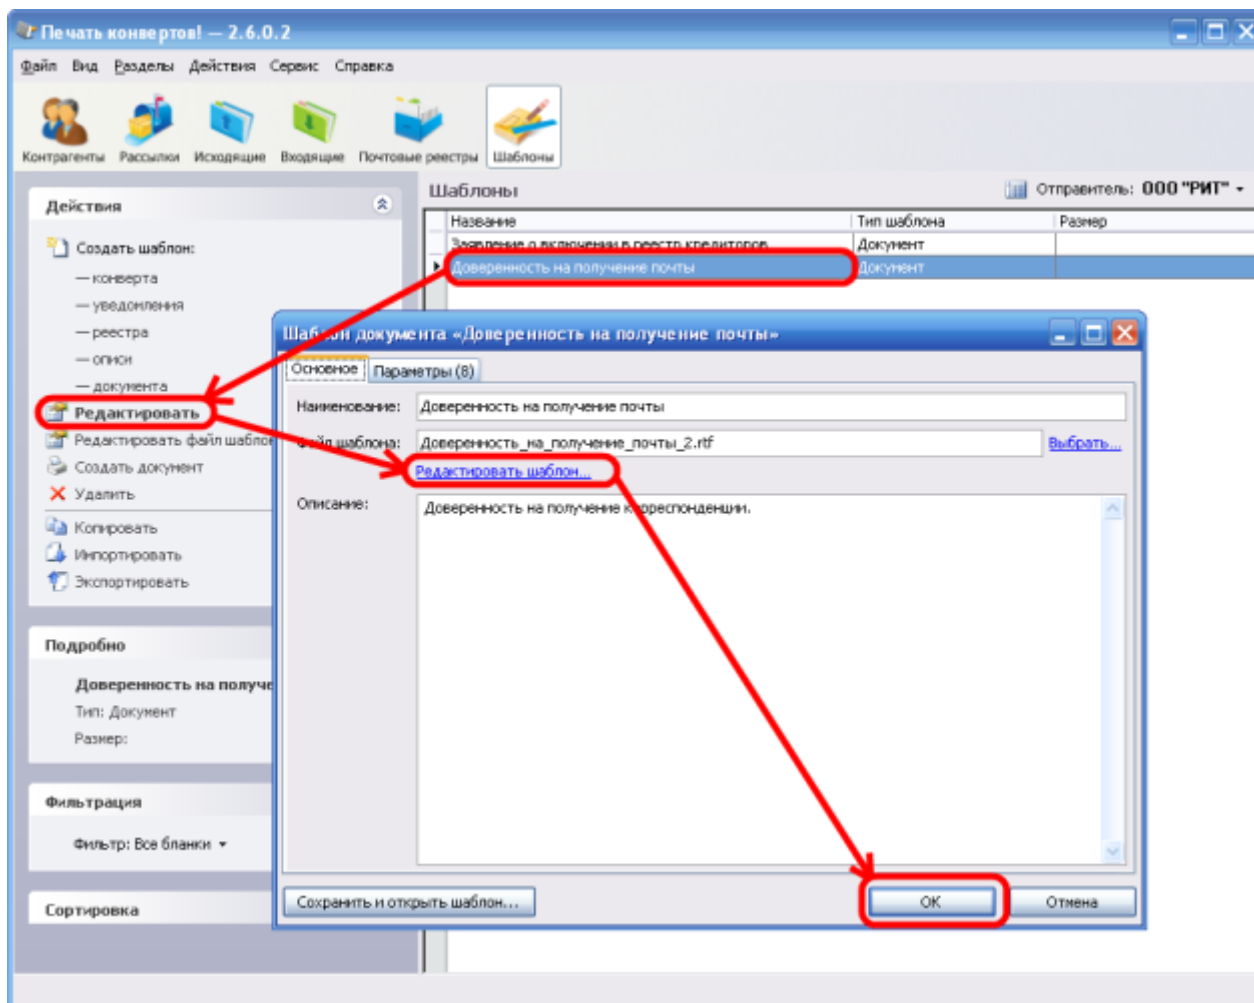 Печать конвертов! — 2.6.0.2
Файл Вид Разделы Действия Сервис Справка
Контрагенты Рассылки Исходящие Входящие Почтовые реестры Шаблоны
Действия
Создать шаблон:
— конверта
— уведомления
— реестра
— описи
— документа
Редактировать
Редактировать файл шабло
Создать документ
Удалить
Копировать
Импортировать
Экспортировать
Подробно
Доверенность на получе
Тип: Документ
Размер:
Фильтрация
Фильтр: Все бланки
Сортировка
Шаблоны
Отправитель: ООО "РИТ"
Название Тип шаблона Размер
Заявление о включении в реестр кредиторов Документ
Доверенность на получение почты Документ
Шаблон документа «Доверенность на получение почты»
Основное Параметры (8)
Наименование: Доверенность на получение почты
Файл шаблона: Доверенность_на_получение_почты_2.rtf Выбрать...
Редактировать шаблон...
Описание: Доверенность на получение корреспонденции.
Сохранить и открыть шаблон... ОК Отмена